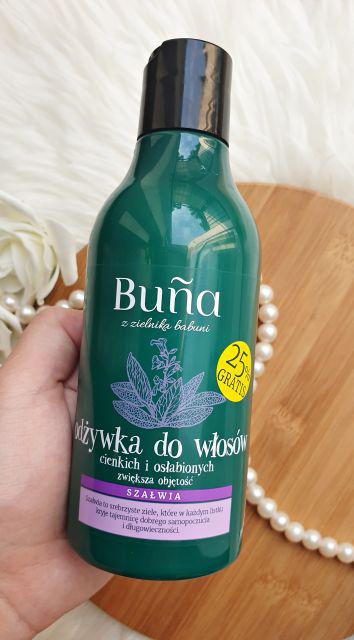 Buña
z zielnika babuni
25%
GRATIS
odżywka do włosów
cienkich i osłabionych
zwiększa objętość
SZAŁWIA
Szałwia to srebrzyste ziele, które w każdym listku
kryje tajemnicę dobrego samopoczucia
i długowieczności.